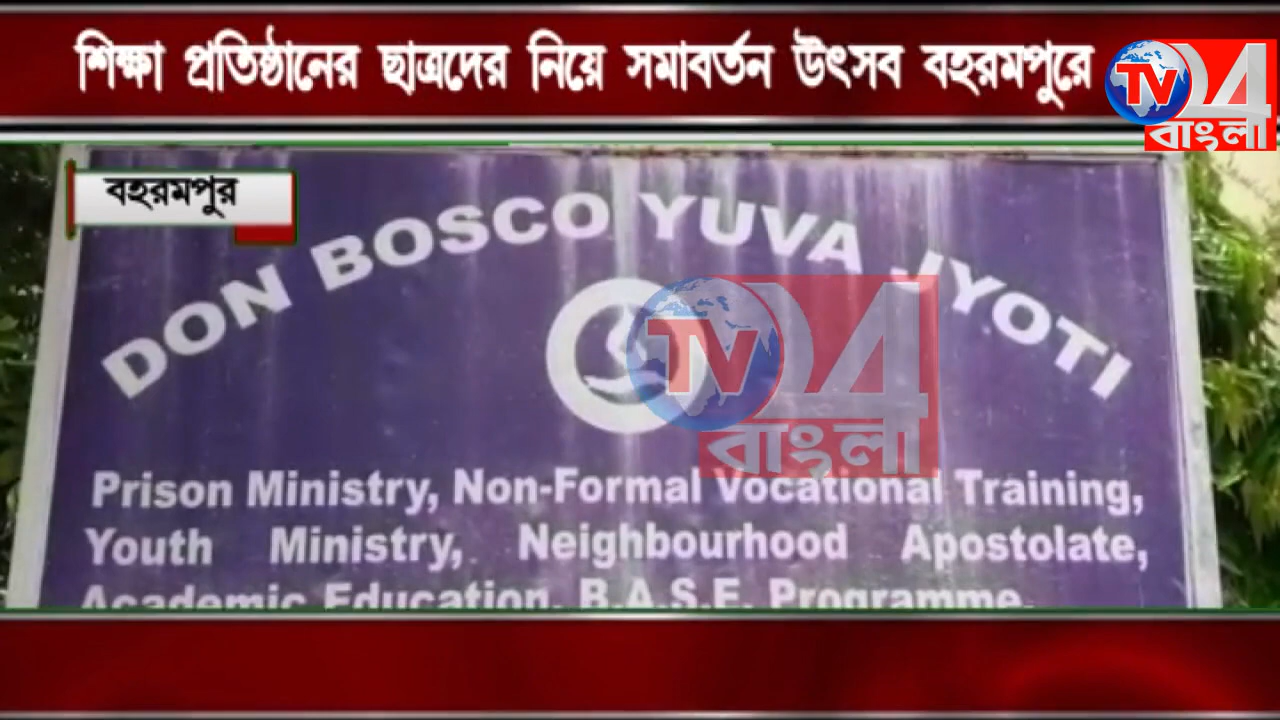 শিক্ষা প্রতিষ্ঠানের ছাত্রদের নিয়ে সমাবর্তন উৎসব বহরমপুরে
TV 24
বাংলা
বহরমপুর
DON BOSCO YUVA JYOTI
TV 24
বাংলা
Prison Ministry, Non-Formal Vocational Training,
Youth Ministry, Neighbourhood Apostolate,
Academic Education, B.A.S.E. Programme,